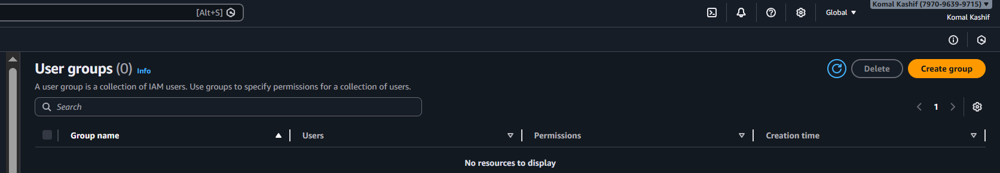 [Alt+S]
Global
Komal Kashif (7970-9639-9715)
Komal Kashif
User groups (0) Info
Delete
Create group
A user group is a collection of IAM users. Use groups to specify permissions for a collection of users.
Search
1
Group name
Users
Permissions
Creation time
No resources to display